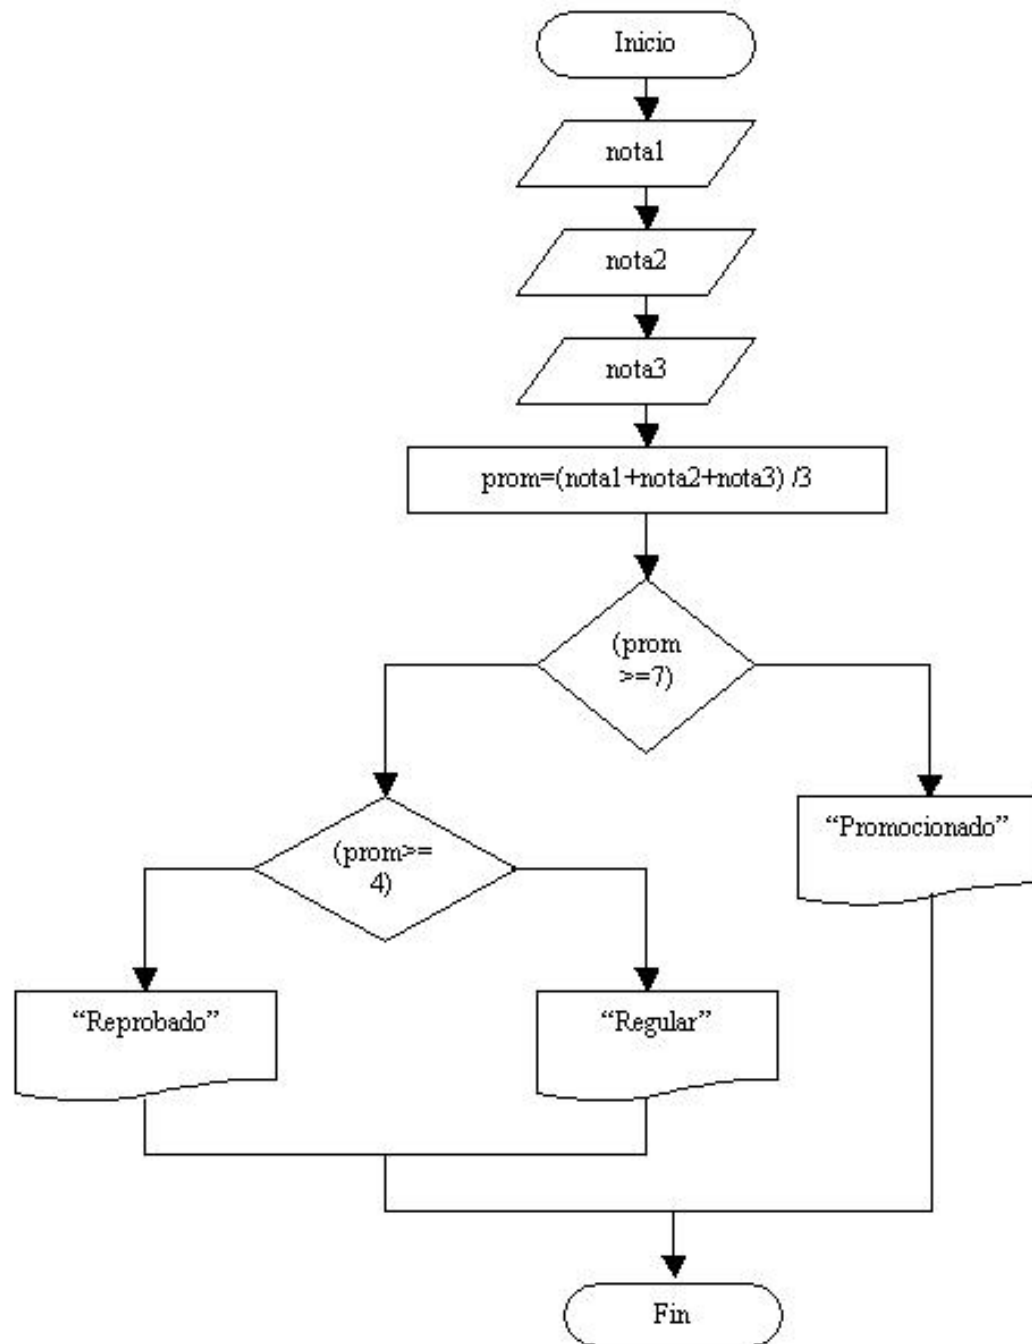 Inicio
nota1
nota2
nota3
prom=(nota1+nota2+nota3) /3
(prom
>=7)
“Promocionado”
(prom>=
4)
“Reprobado”
“Regular”
Fin